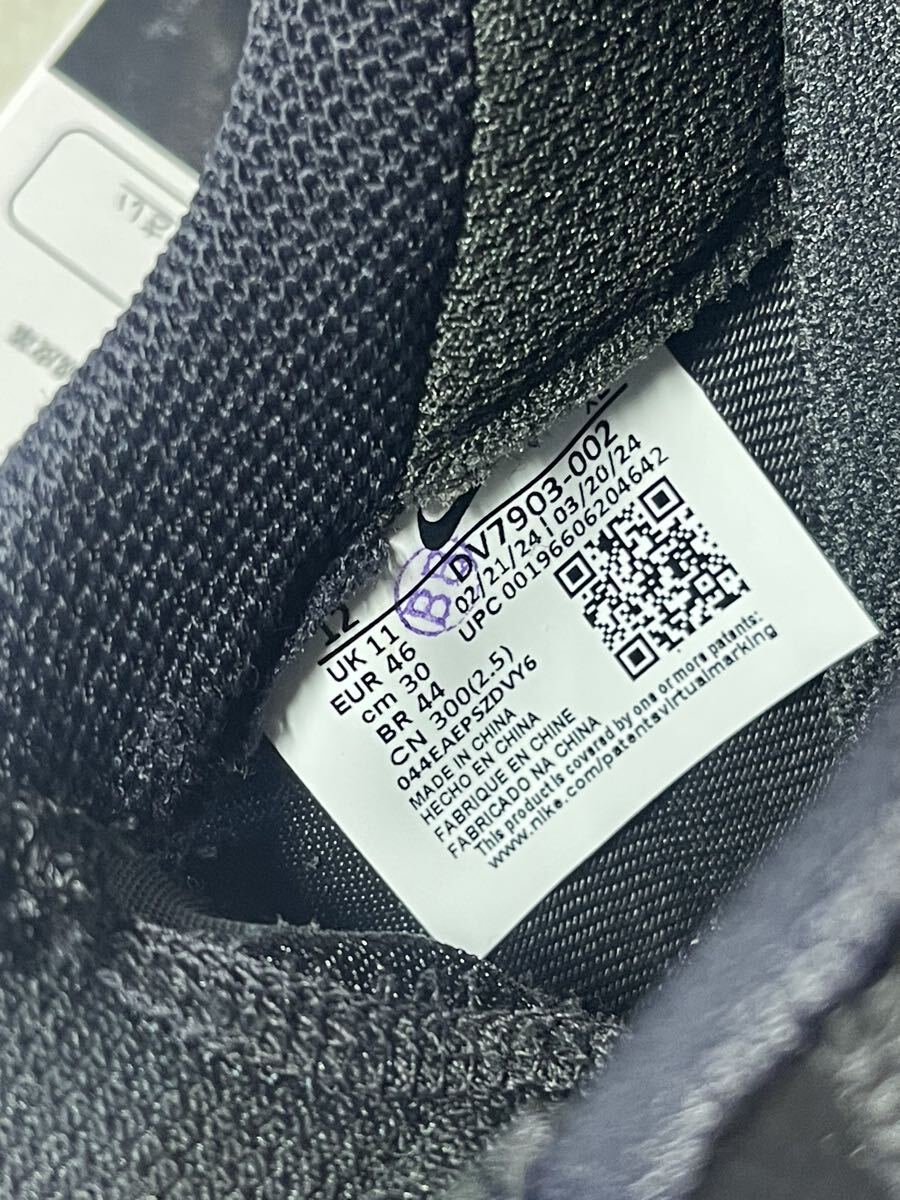 12
UK 11
EUR 46
cm 30
BR 44
CN 300(2.5)
044EAEPSZDVY6
MADE IN CHINA
HECHO EN CHINA
FABRIQUE EN CHINE
FABRICADO NA CHINA
This product is covered by one or more patents:
www.nike.com/patentsvirtualmarking
DV7903-002
02/21/24 | 03/20/24
UPC 00196606204642